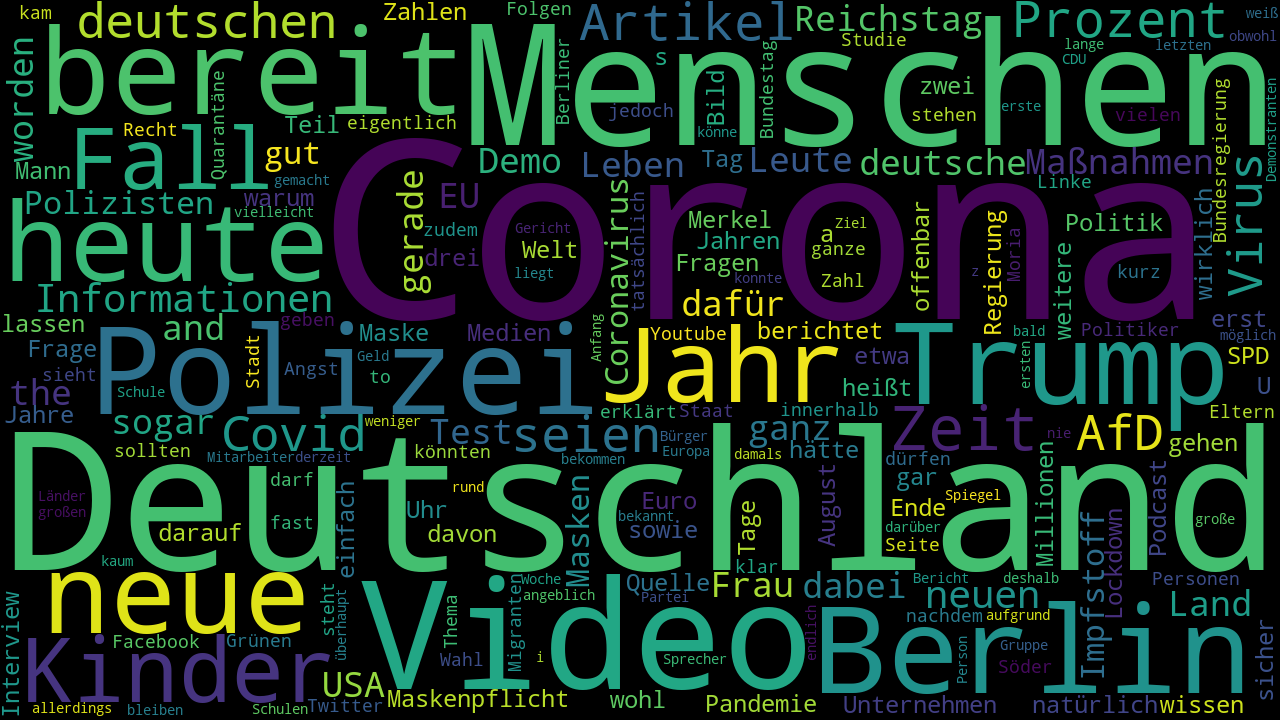 kam
deutschen
Zahlen
Folgen
Artikel
Reichstag
Prozent
weiß
obwohl
letzten
lange
CDU
Studie
bereit
Menschen
Berliner
s
Bild
Bundestag
zwei
erste
vielen
stehen
jedoch
könne
worden
Recht
Quarantäne
Teil
eigentlich
Fall
gut
gemacht
Mann
Demo
Leben
Tag
Leute
deutsche
Maßnahmen
Linke
Virus
Bundesregierung
Demonstranten
Polizisten
warum
vielleicht
heute
gerade
EU
zudem
drei
Corona
Gericht
Welt
liegt
Coronavirus
tatsächlich
Merkel
Jahren
Fragen
konnte
a
Ziel
ganze
Zahl
offenbar
z
Regierung
Moria
weitere
Politik
kurz
wirklich
Informationen
dafür
lassen
and
geben
Maske
Medien
Anfang
Youtube
berichtet
bald
Politiker
erst
möglich
Frage
sieht
Polizei
Stadt
Angst
Geld
to
Jahr
etwa
heißt
Trump
ersten
SPD
U
the
Schule
Jahre
sogar
Covid
weniger
Test
seien
erklärt
Staat
innerhalb
ganz
hätte
Zeit
AfD
nie
Eltern
gehen
sollten
Mitarbeiter
derzeit
könnten
bekommen
Bürger
Europa
damals
dürfen
gar
Deutschland
Länder
großen
darf
fast
darauf
einfach
Uhr
rund
davon
Masken
Euro
bekannt
sowie
Tage
klar
August
Ende
Spiegel
darüber
Seite
Millionen
Podcast
große
kaum
neue
Video
Woche
angeblich
Quelle
Partei
Frau
dabei
Bericht
deshalb
neuen
nachdem
aufgrund
Impfstoff
Lockdown
Personen
Land
Berlin
Interview
Kinder
Facebook
Grünen
steht
überhaupt
Thema
Wahl
Migranten
i
Sprecher
endlich
Person
Gruppe
Söder
sicher
allerdings
bleiben
Schulen
USA
Twitter
Maskenpflicht
wohl
Pandemie
Unternehmen
natürlich
wissen